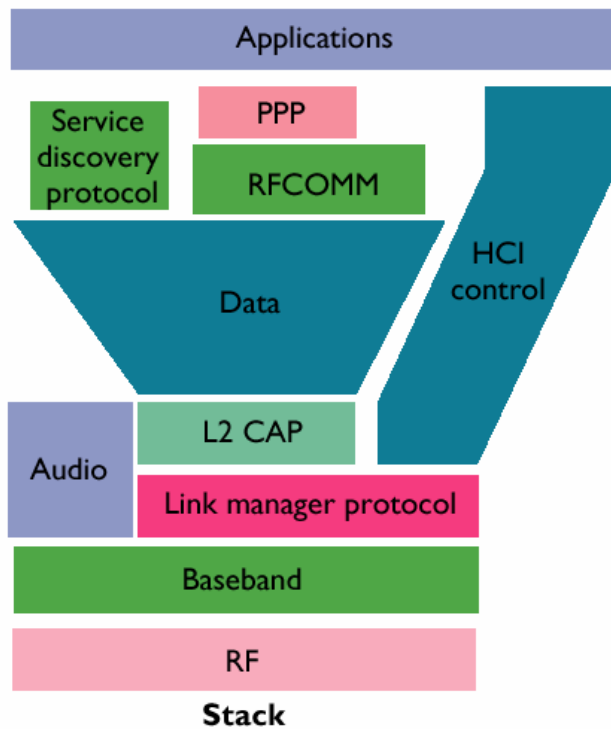 Applications
Service
discovery
protocol
PPP
RFCOMM
HCI
control
Data
L2 CAP
Audio
Link manager protocol
Baseband
RF
Stack